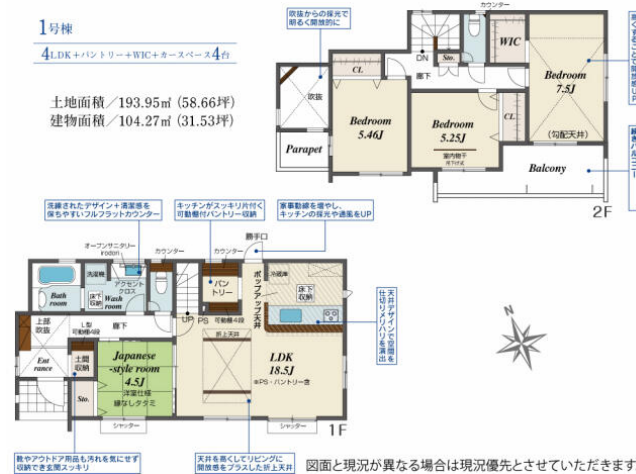 1号棟
4LDK+パントリー+WIC+カースペース4台
土地面積／193.95㎡ (58.66坪)
建物面積／104.27㎡ (31.53坪)
吹抜からの採光で
明るく開放的に
カウンター
吹抜
CL
DN
Sto.
WIC
廊下
Bedroom
7.5J
(勾配天井)
Bedroom
5.46J
Bedroom
5.25J
CL
室内物干
Parapet
Balcony
2F
洗練されたデザイン+清潔感を
保ちやすいフルフラットカウンター
キッチンがスッキリ片付く
可動棚付パントリー収納
家事動線を増やし、
キッチンの採光や通風をUP
オープンサニタリー
irodori
カウンター
カウンター
勝手口
洗濯機
アクセント
クロス
Bath
room
床下
収納
Wash
room
パン
トリー
可動棚4段
ポップアップ天井
冷蔵庫
床下
収納
上部
吹抜
L型
可動棚4段
廊下
UP
PS
折上天井
天井デザインで空間を
仕切りメハリを演出
Ent
rance
土間
収納
Sto.
Japanese
-style room
4.5J
洋室仕様
縁なしタタミ
LDK
18.5J
※PS・パントリー含
シャッター
シャッター
1F
靴やアウトドア用品も汚れを気にせず
収納でき玄関スッキリ
天井を高くしてリビングに
開放感をプラスした折上天井
図面と現況が異なる場合は現況優先とさせていただきます